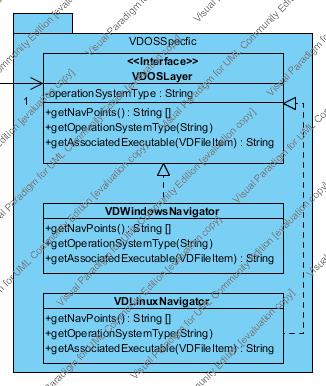 VDOSSpecfic
<<Interface>>
VDOSLayer
-operationSystemType : String
+getNavPoints() : String []
+getOperationSystemType(String)
+getAssociatedExecutable(VDFileItem) : String
1
VDWindowsNavigator
+getNavPoints() : String []
+getOperationSystemType(String)
+getAssociatedExecutable(VDFileItem) : String
VDLinuxNavigator
+getNavPoints() : String []
+getOperationSystemType(String)
+getAssociatedExecutable(VDFileItem) : String
Visual Paradigm for UML Community Edition [evaluation copy]